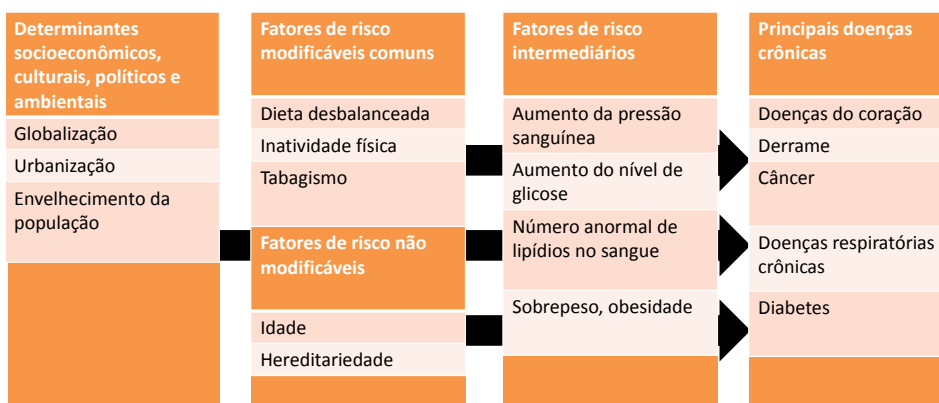 Determinantes
socioeconômicos,
culturais, políticos e
ambientais
Globalização
Urbanização
Envelhecimento da
população
Fatores de risco
modificáveis comuns
Dieta desbalanceada
Inatividade física
Tabagismo
Fatores de risco não
modificáveis
Idade
Hereditariedade
Fatores de risco
intermediários
Aumento da pressão
sanguínea
Aumento do nível de
glicose
Número anormal de
lipídios no sangue
Sobrepeso, obesidade
Principais doenças
crônicas
Doenças do coração
Derrame
Câncer
Doenças respiratórias
crônicas
Diabetes